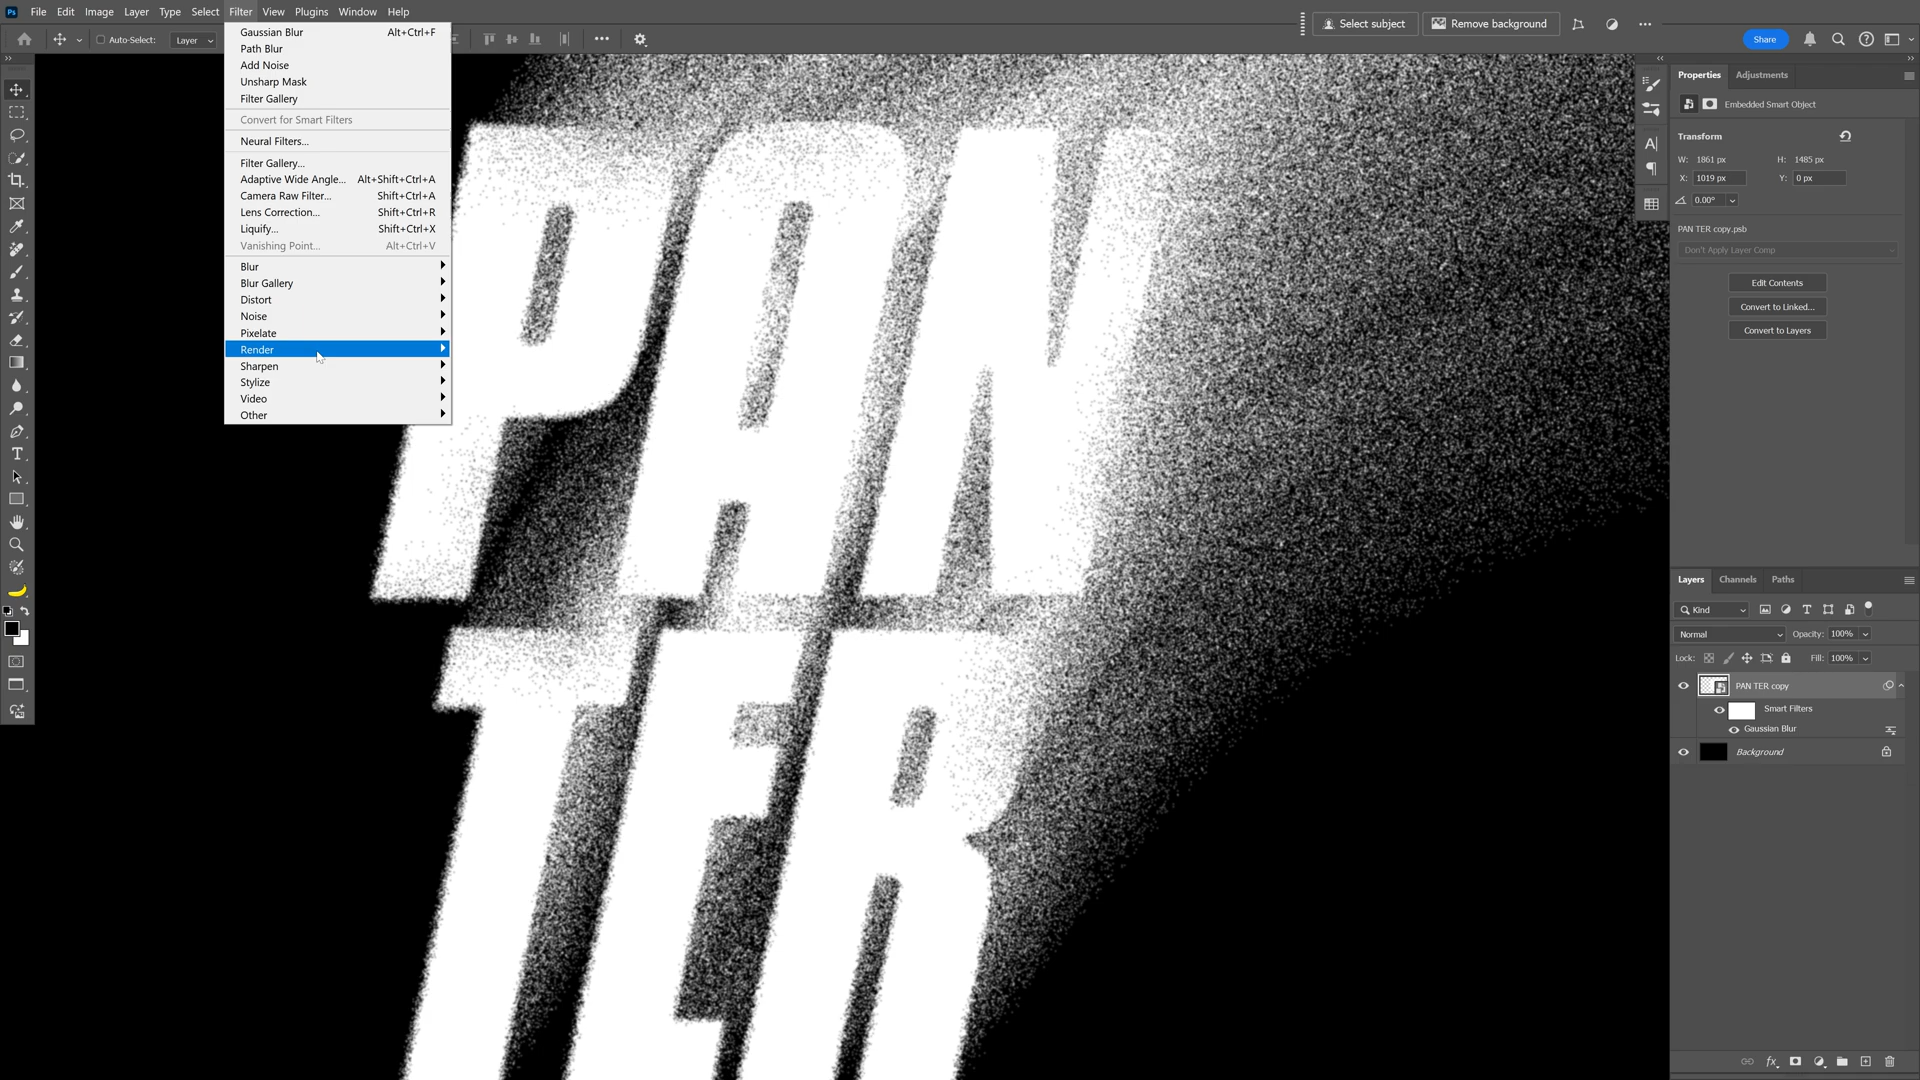 Ps File Edit Image Layer Type Select Filter View Plugins Window Help
Select subject Remove background
Auto-Select: Layer
Share
Gaussian Blur Alt+Ctrl+F
Path Blur
Add Noise
Unsharp Mask
Filter Gallery
Convert for Smart Filters
Neural Filters...
Filter Gallery...
Adaptive Wide Angle... Alt+Shift+Ctrl+A
Camera Raw Filter... Shift+Ctrl+A
Lens Correction... Shift+Ctrl+R
Liquify... Shift+Ctrl+X
Vanishing Point... Alt+Ctrl+V
Blur
Blur Gallery
Distort
Noise
Pixelate
Render
Sharpen
Stylize
Video
Other
PAN
TER
Properties Adjustments
Embedded Smart Object
Transform
W: 1861 px H: 1485 px
X: 1019 px Y: 0 px
0.00°
PAN TER copy.psb
Don't Apply Layer Comp
Edit Contents
Convert to Linked...
Convert to Layers
Layers Channels Paths
Kind
Normal Opacity: 100%
Lock: Fill: 100%
PAN TER copy
Smart Filters
Gaussian Blur
Background